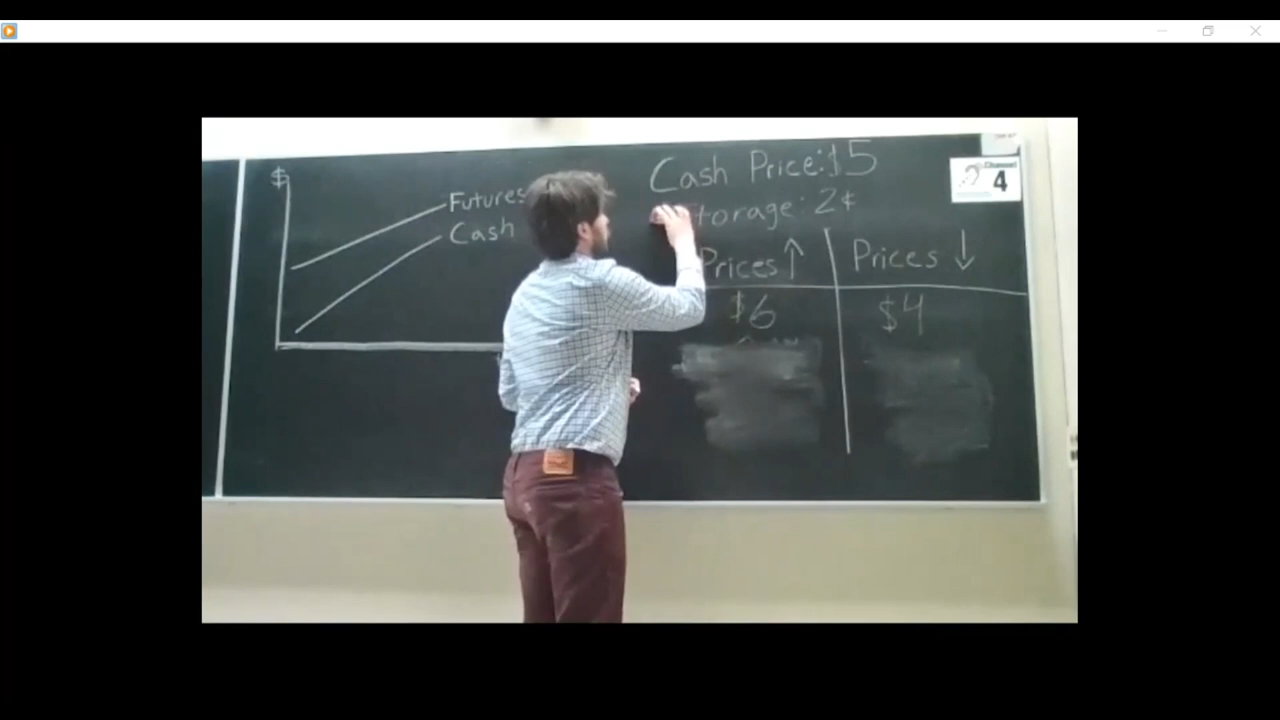 $
Futures
Cash
Cash Price: $5
Storage: 2¢
Prices ↑
Prices ↓
$6
$4
Channel
4